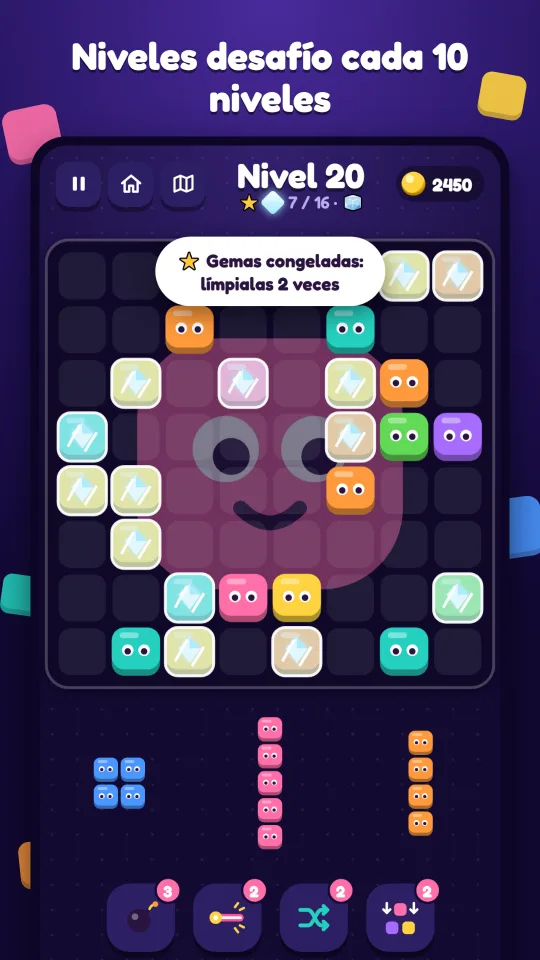 Niveles desafío cada 10
niveles
Nivel 20
7 / 16 ·
2450
Gemas congeladas:
límpialas 2 veces
3
2
2
2